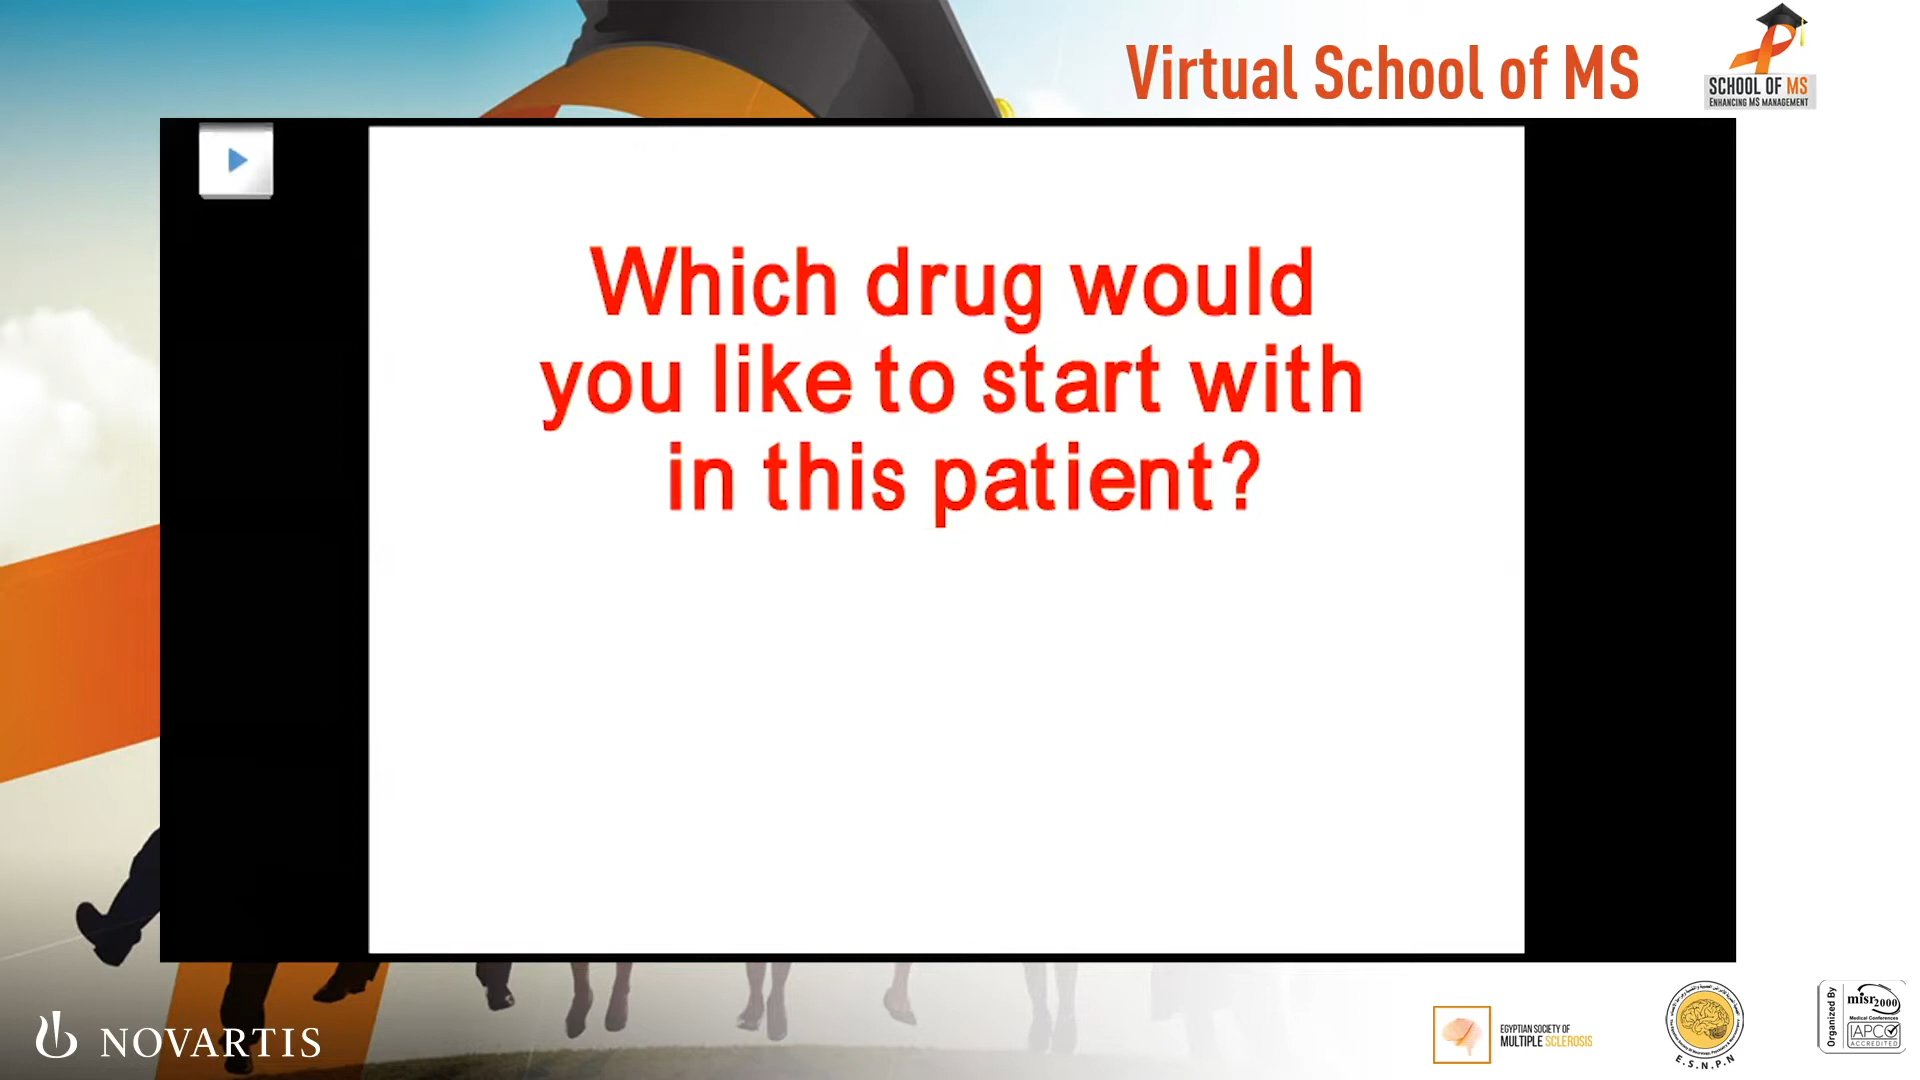 Virtual School of MS
SCHOOL OF MS
ENHANCING MS MANAGEMENT
Which drug would
you like to start with
in this patient?
NOVARTIS
EGYPTIAN SOCIETY OF
MULTIPLE SCLEROSIS
E.S.N.P.N
Organized By
misr2000
Medical Conferences
IAPCO
ACCREDITED